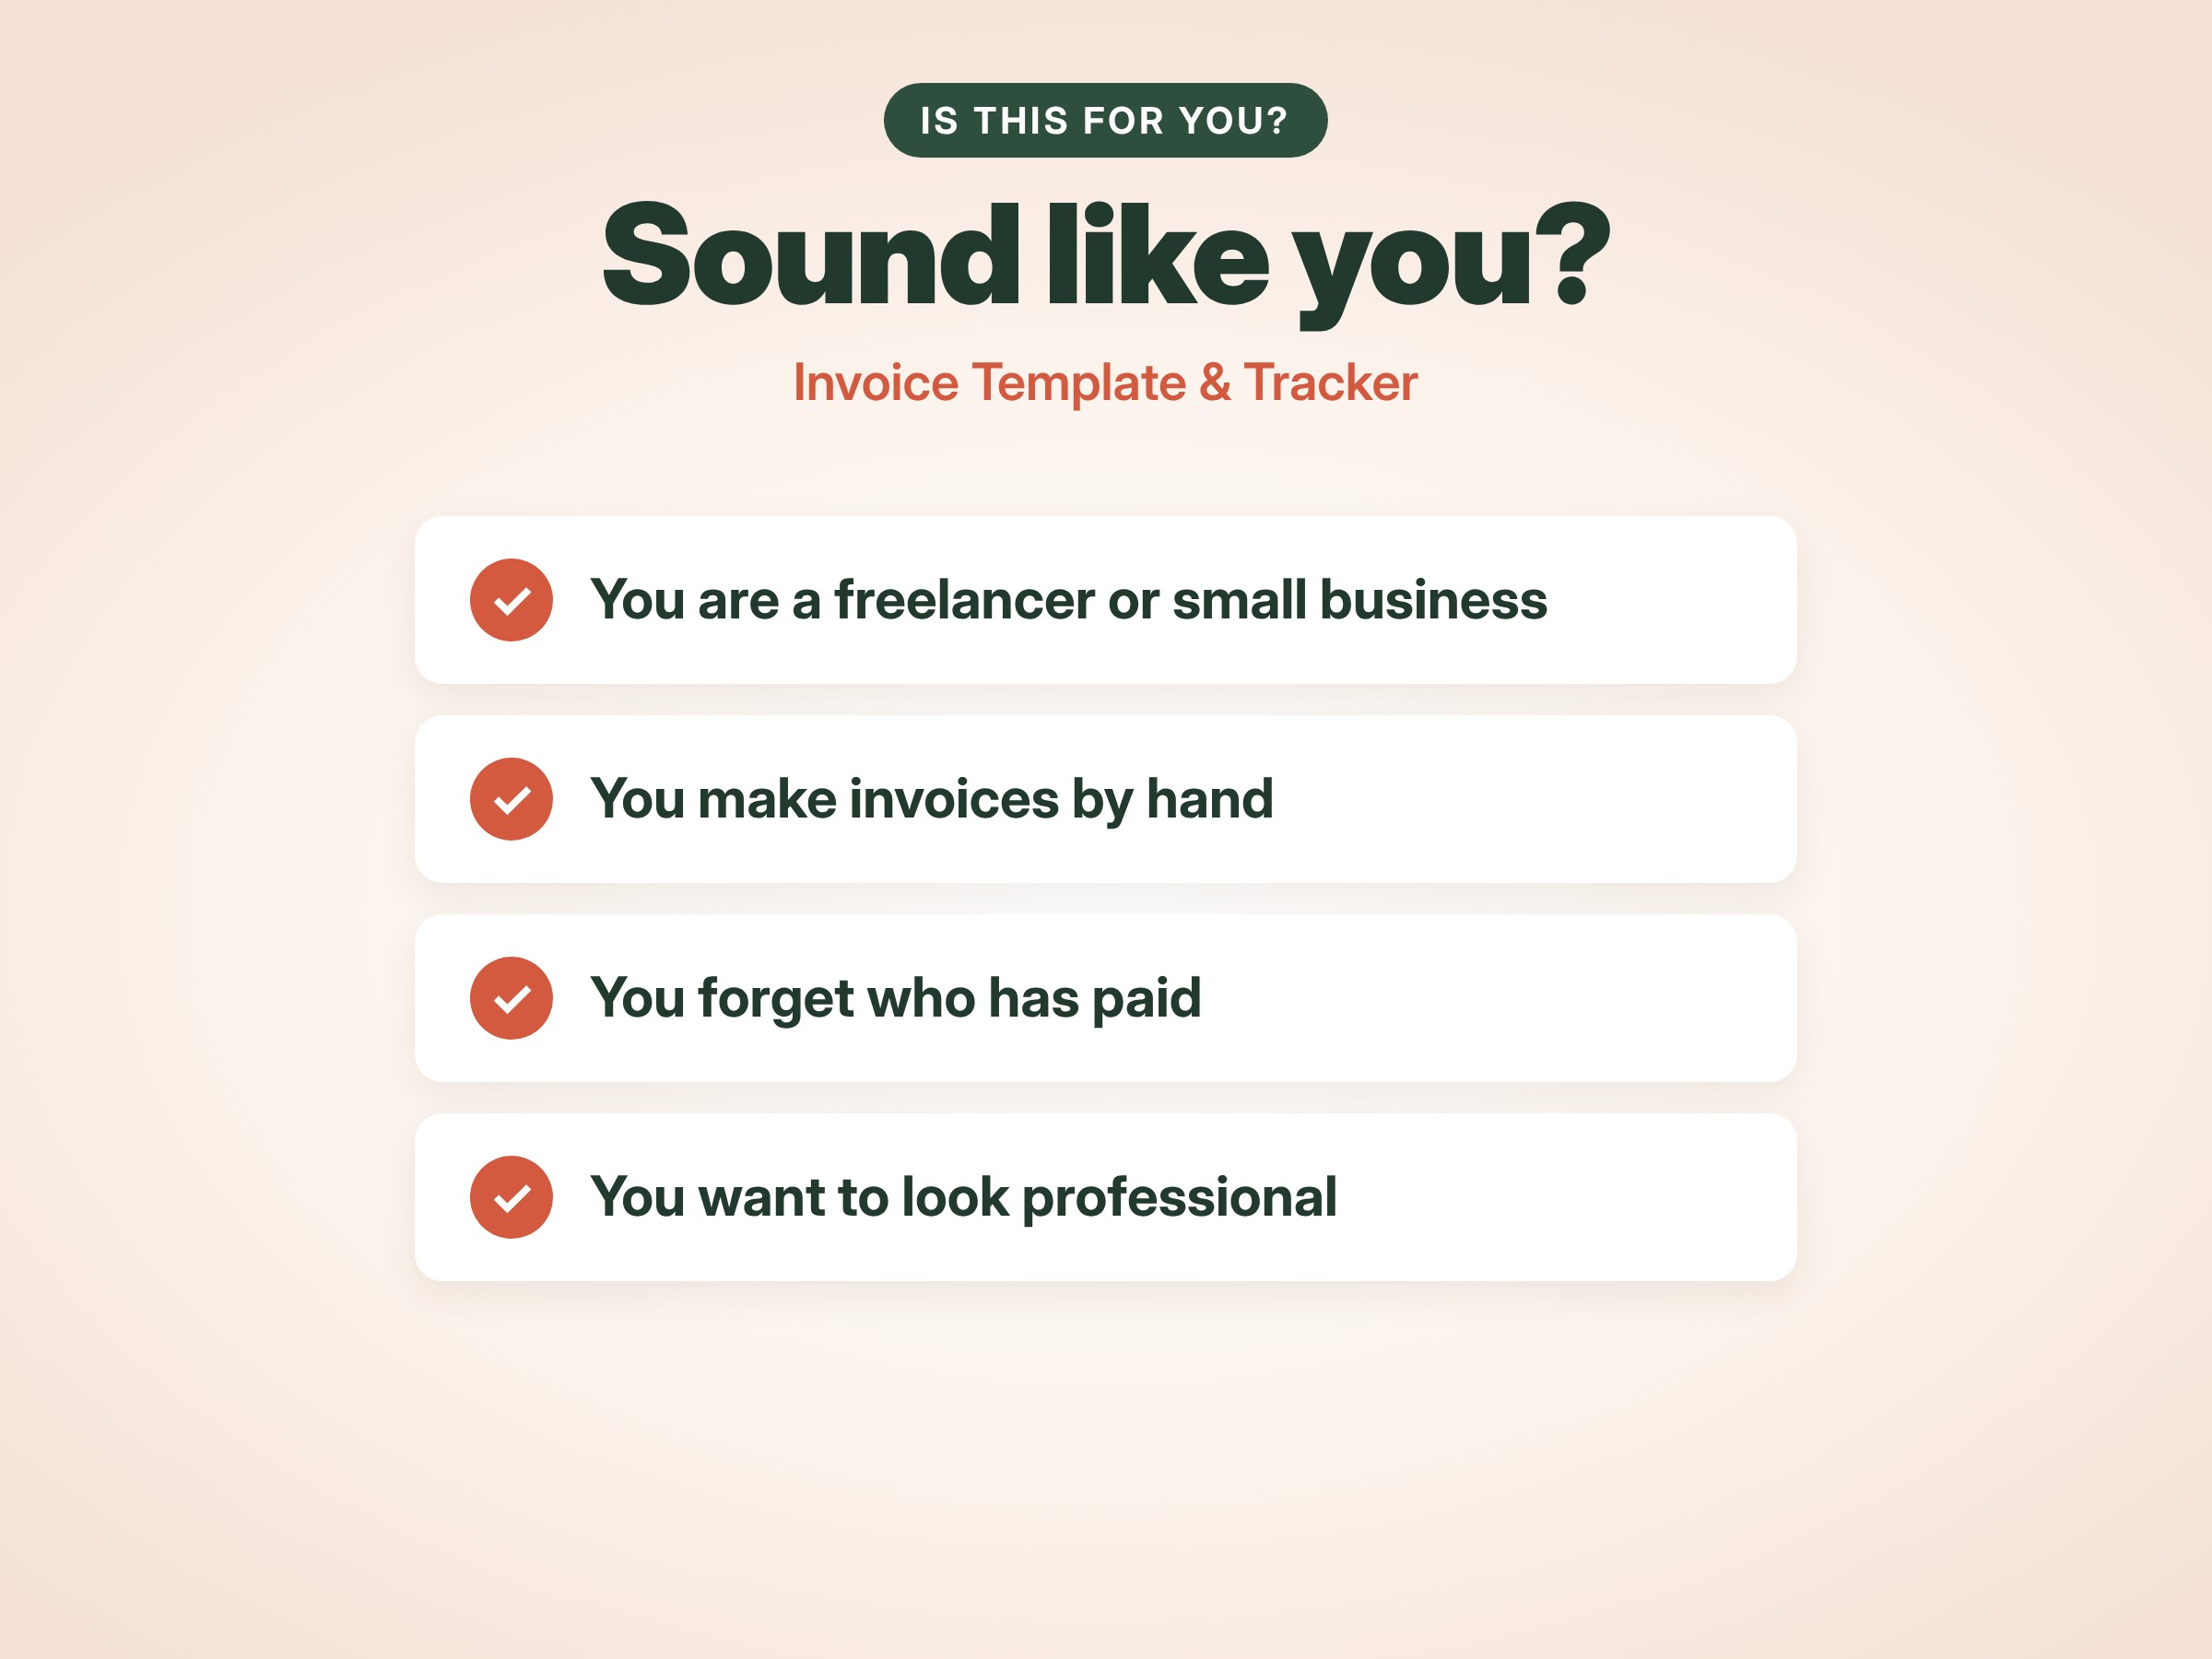 IS THIS FOR YOU?
Sound like you?
Invoice Template & Tracker
You are a freelancer or small business
You make invoices by hand
You forget who has paid
You want to look professional